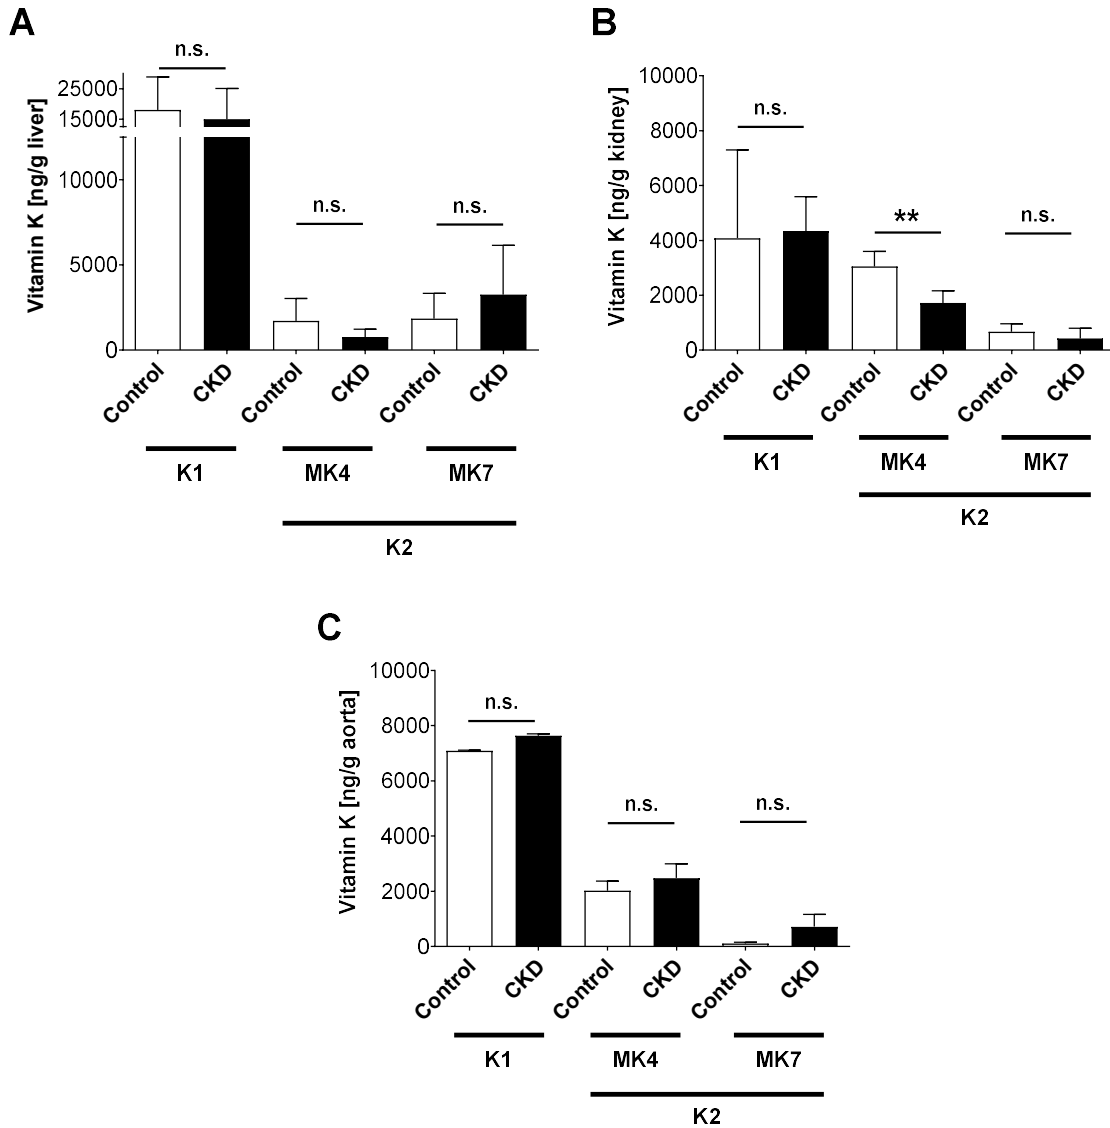 A
n.s.
25000
15000
10000
5000
0
Vitamin K [ng/g liver]
n.s.
n.s.
Control
CKD
Control
CKD
Control
CKD
K1
MK4
MK7
K2
B
10000
8000
6000
4000
2000
0
Vitamin K [ng/g kidney]
n.s.
**
n.s.
Control
CKD
Control
CKD
Control
CKD
K1
MK4
MK7
K2
C
10000
8000
6000
4000
2000
0
Vitamin K [ng/g aorta]
n.s.
n.s.
n.s.
Control
CKD
Control
CKD
Control
CKD
K1
MK4
MK7
K2